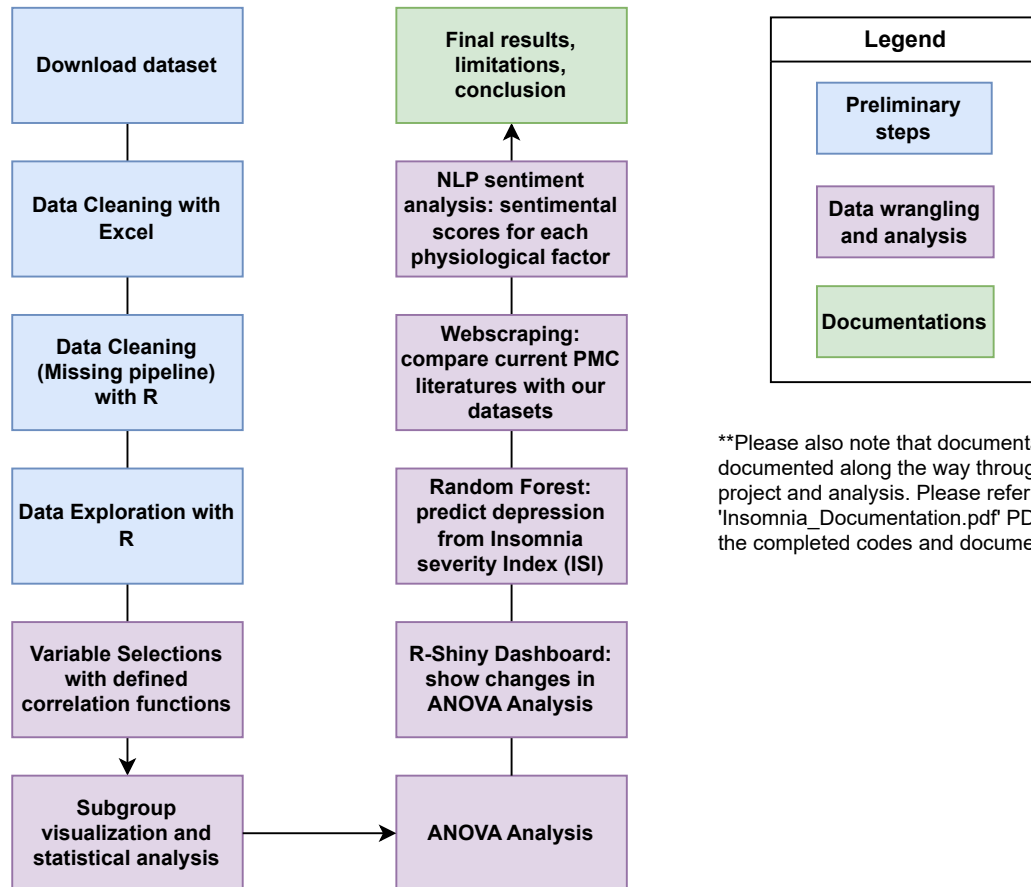 Download dataset
Data Cleaning with
Excel
Data Cleaning
(Missing pipeline)
with R
Data Exploration with
R
Variable Selections
with defined
correlation functions
Subgroup
visualization and
statistical analysis
ANOVA Analysis
R-Shiny Dashboard:
show changes in
ANOVA Analysis
Random Forest:
predict depression
from Insomnia
severity Index (ISI)
Webscraping:
compare current PMC
literatures with our
datasets
NLP sentiment
analysis: sentimental
scores for each
physiological factor
Final results,
limitations,
conclusion
Legend
Preliminary
steps
Data wrangling
and analysis
Documentations
**Please also note that
documented along the way
project and analysis. Please refer
'Insomnia_Documentation.pdf'
the completed codes and